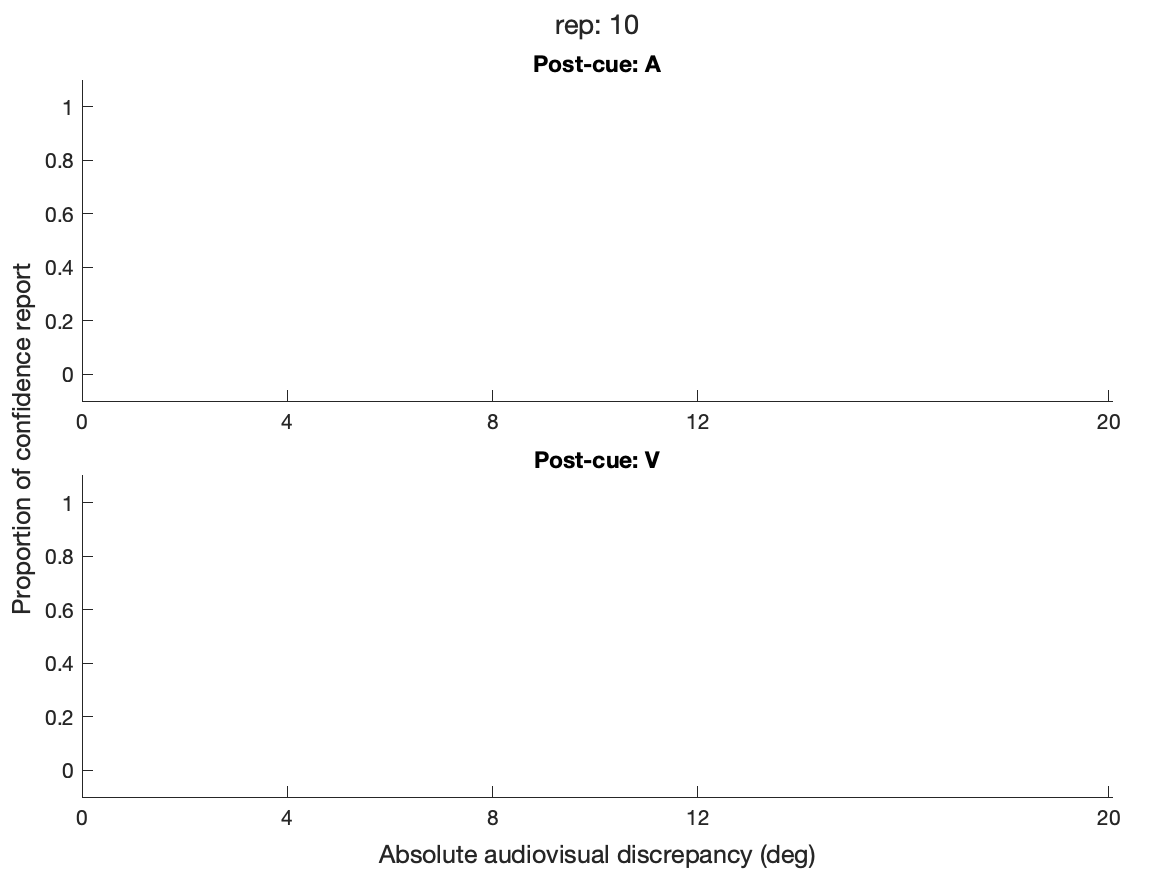 rep: 10
Post-cue: A
1
0.8
0.6
0.4
0.2
0
0 4 8 12 20
Post-cue: V
1
0.8
0.6
0.4
0.2
0
0 4 8 12 20
Proportion of confidence report
Absolute audiovisual discrepancy (deg)